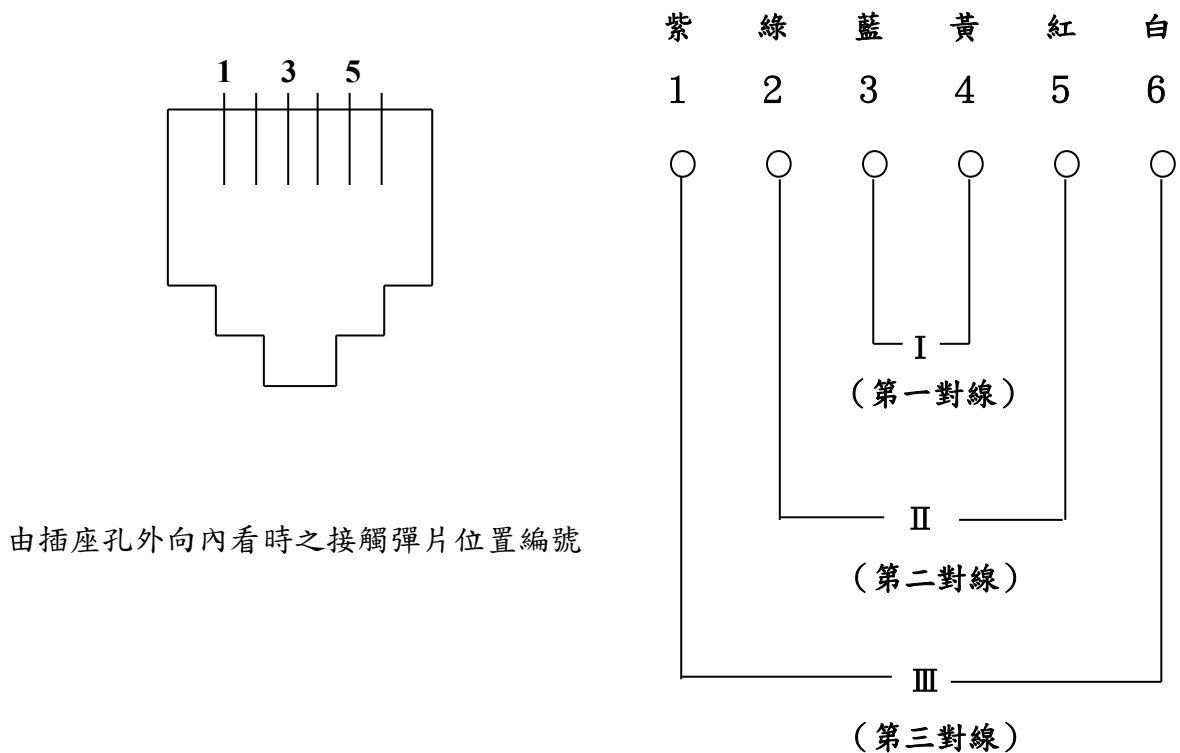 1 3 5
由插座孔外向內看時之接觸彈片位置編號
紫 綠 藍 黃 紅 白
1 2 3 4 5 6
Ⅰ
（第一對線）
Ⅱ
（第二對線）
Ⅲ
（第三對線）